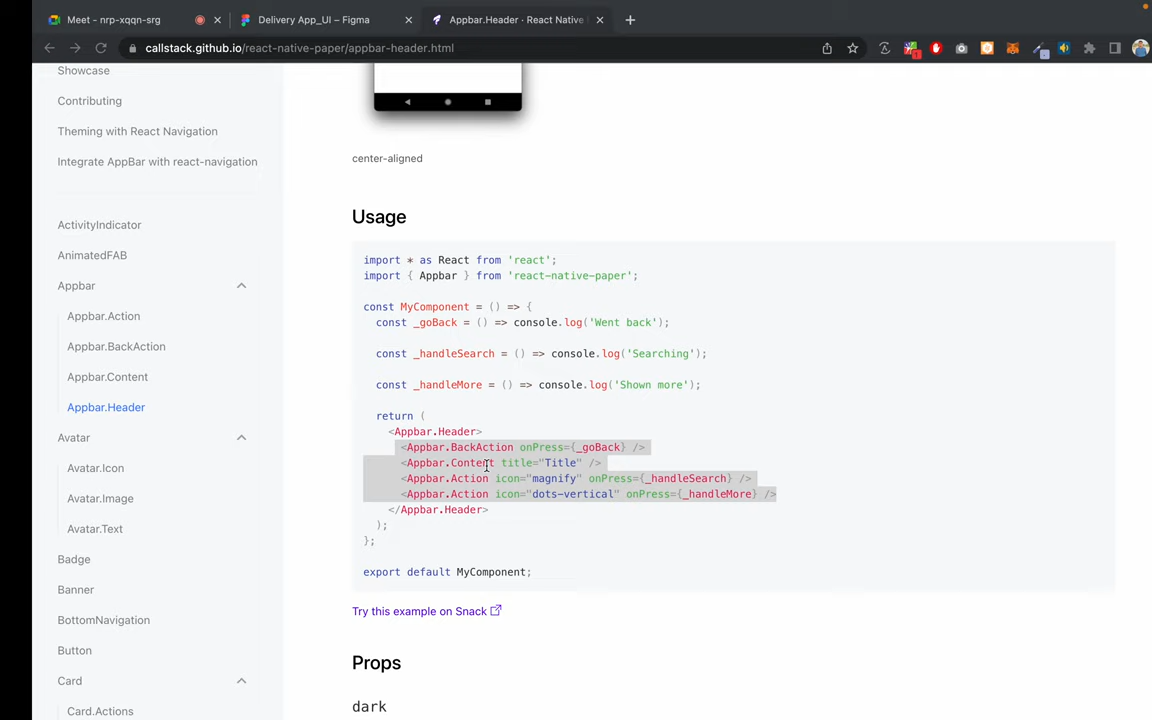 Meet - nrp-xqqn-srg
Delivery App_UI – Figma
Appbar.Header · React Native
callstack.github.io/react-native-paper/appbar-header.html
Showcase
Contributing
Theming with React Navigation
Integrate AppBar with react-navigation
ActivityIndicator
AnimatedFAB
Appbar
Appbar.Action
Appbar.BackAction
Appbar.Content
Appbar.Header
Avatar
Avatar.Icon
Avatar.Image
Avatar.Text
Badge
Banner
BottomNavigation
Button
Card
Card.Actions
center-aligned
Usage
import * as React from 'react';
import { Appbar } from 'react-native-paper';
const MyComponent = () => {
const _goBack = () => console.log('Went back');
const _handleSearch = () => console.log('Searching');
const _handleMore = () => console.log('Shown more');
return (
<Appbar.Header>
<Appbar.BackAction onPress={_goBack} />
<Appbar.Content title="Title" />
<Appbar.Action icon="magnify" onPress={_handleSearch} />
<Appbar.Action icon="dots-vertical" onPress={_handleMore} />
</Appbar.Header>
);
};
export default MyComponent;
Try this example on Snack
Props
dark